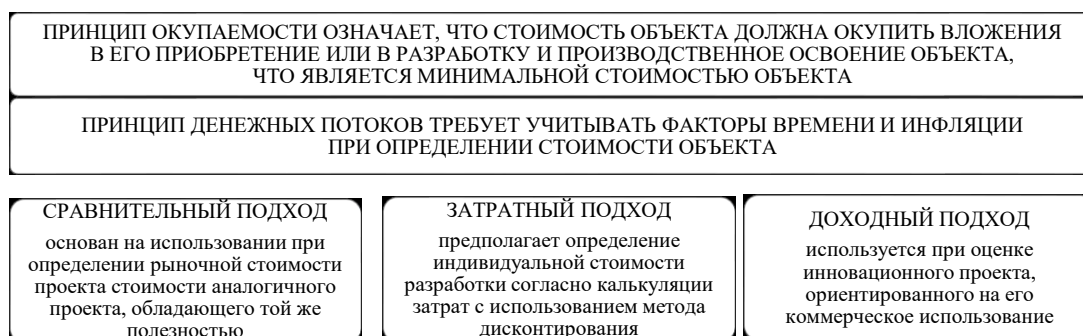 ПРИНЦИП ОКУПАЕМОСТИ ОЗНАЧАЕТ, ЧТО СТОИМОСТЬ ОБЪЕКТА ДОЛЖНА ОКУПИТЬ ВЛОЖЕНИЯ
В ЕГО ПРИОБРЕТЕНИЕ ИЛИ В РАЗРАБОТКУ И ПРОИЗВОДСТВЕННОЕ ОСВОЕНИЕ ОБЪЕКТА,
ЧТО ЯВЛЯЕТСЯ МИНИМАЛЬНОЙ СТОИМОСТЬЮ ОБЪЕКТА
ПРИНЦИП ДЕНЕЖНЫХ ПОТОКОВ ТРЕБУЕТ УЧИТЫВАТЬ ФАКТОРЫ ВРЕМЕНИ И ИНФЛЯЦИИ
ПРИ ОПРЕДЕЛЕНИИ СТОИМОСТИ ОБЪЕКТА
СРАВНИТЕЛЬНЫЙ ПОДХОД
основан на использовании при
определении рыночной стоимости
проекта стоимости аналогичного
проекта, обладающего той же
полезностью
ЗАТРАТНЫЙ ПОДХОД
предполагает определение
индивидуальной стоимости
разработки согласно калькуляции
затрат с использованием метода
дисконтирования
ДОХОДНЫЙ ПОДХОД
используется при оценке
инновационного проекта,
ориентированного на его
коммерческое использование